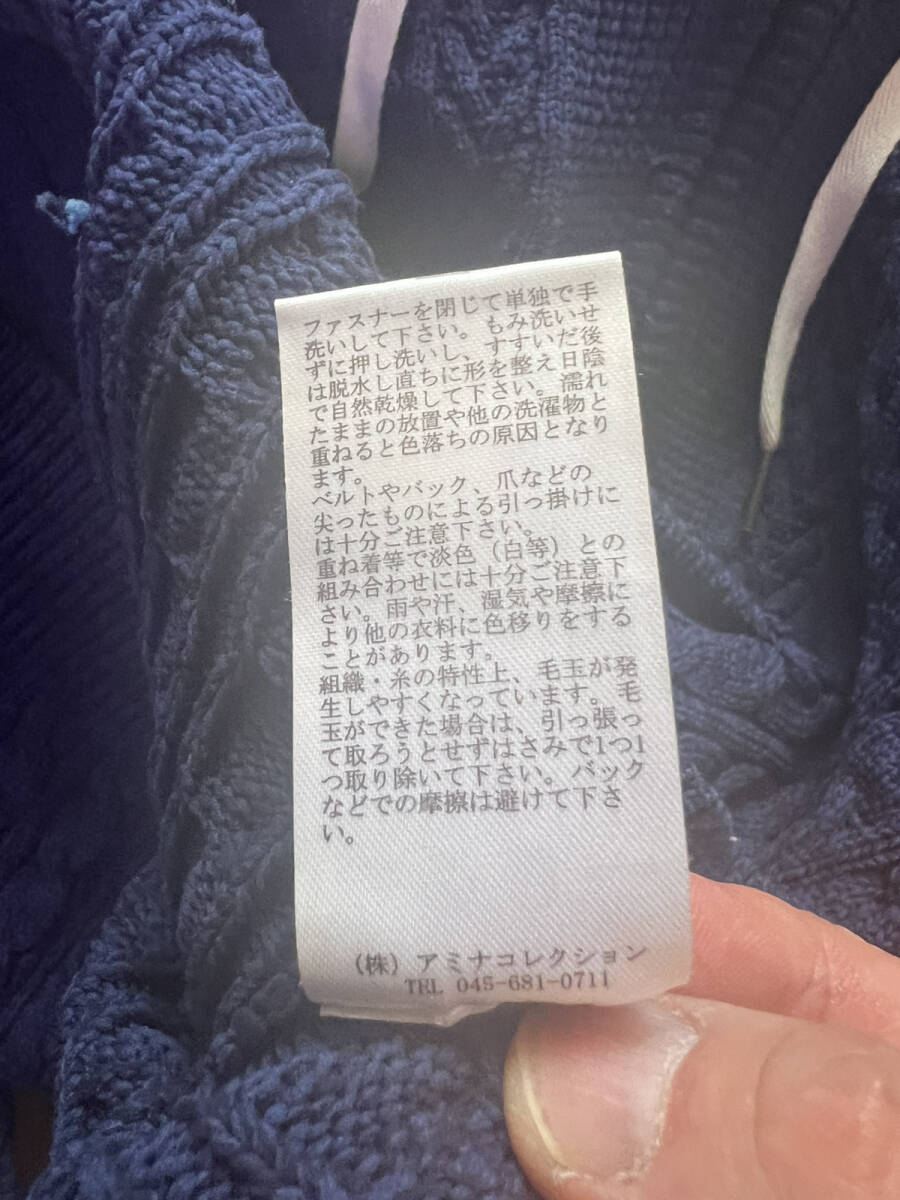 ファスナーを閉じて単独で手
洗いして下さい。もみ洗いせ
ずに押し洗いし、すすいだ後
は脱水し直ちに形を整え日陰
で自然乾燥して下さい。濡れ
たままの放置や他の洗濯物と
重ねると色落ちの原因となり
ます。
ベルトやバック、爪などの
尖ったものによる引っ掛けに
は十分ご注意下さい。
重ね着等で淡色（白等）との
組み合わせには十分ご注意下
さい。雨や汗、湿気や摩擦に
より他の衣料に色移りをする
ことがあります。
組織・糸の特性上、毛玉が発
生しやすくなっています。毛
玉ができた場合は、引っ張っ
て取ろうとせずはさみで1つ1
つ取り除いて下さい。バック
などでの摩擦は避けて下さ
い。
（株）アミナコレクション
TEL 045-681-0711